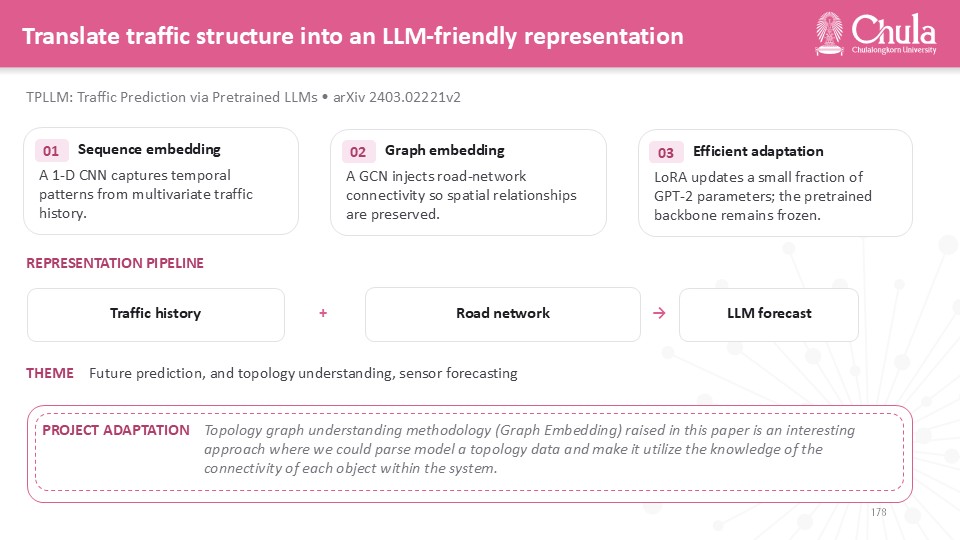 Translate traffic structure into an LLM-friendly representation
Chula
Chulalongkorn University
TPLLM: Traffic Prediction via Pretrained LLMs • arXiv 2403.02221v2
01 Sequence embedding
A 1-D CNN captures temporal
patterns from multivariate traffic
history.
02 Graph embedding
A GCN injects road-network
connectivity so spatial relationships
are preserved.
03 Efficient adaptation
LoRA updates a small fraction of
GPT-2 parameters; the pretrained
backbone remains frozen.
REPRESENTATION PIPELINE
Traffic history + Road network → LLM forecast
THEME Future prediction, and topology understanding, sensor forecasting
PROJECT ADAPTATION Topology graph understanding methodology (Graph Embedding) raised in this paper is an interesting
approach where we could parse model a topology data and make it utilize the knowledge of the
connectivity of each object within the system.
178